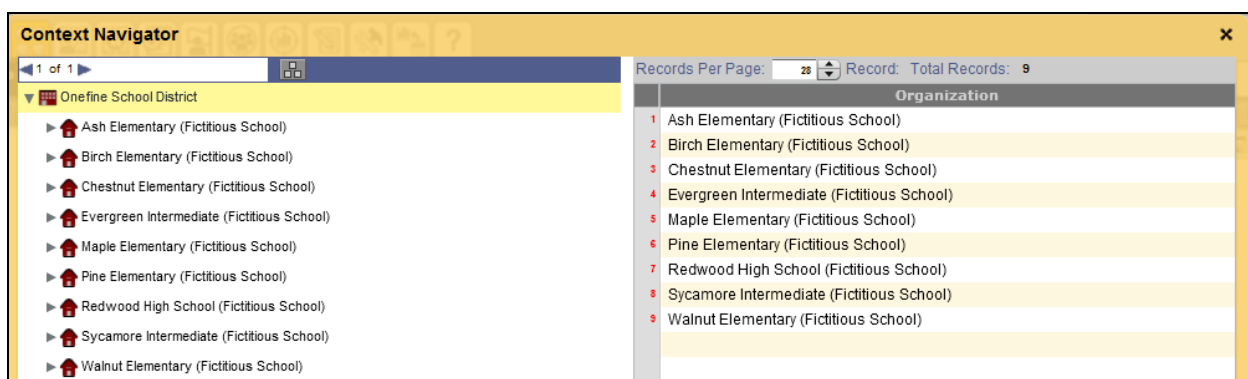 Context Navigator
1 of 1
Onefine School District
Ash Elementary (Fictitious School)
Birch Elementary (Fictitious School)
Chestnut Elementary (Fictitious School)
Evergreen Intermediate (Fictitious School)
Maple Elementary (Fictitious School)
Pine Elementary (Fictitious School)
Redwood High School (Fictitious School)
Sycamore Intermediate (Fictitious School)
Walnut Elementary (Fictitious School)
Records Per Page: 28 Record: Total Records: 9
Organization
1 Ash Elementary (Fictitious School)
2 Birch Elementary (Fictitious School)
3 Chestnut Elementary (Fictitious School)
4 Evergreen Intermediate (Fictitious School)
5 Maple Elementary (Fictitious School)
6 Pine Elementary (Fictitious School)
7 Redwood High School (Fictitious School)
8 Sycamore Intermediate (Fictitious School)
9 Walnut Elementary (Fictitious School)